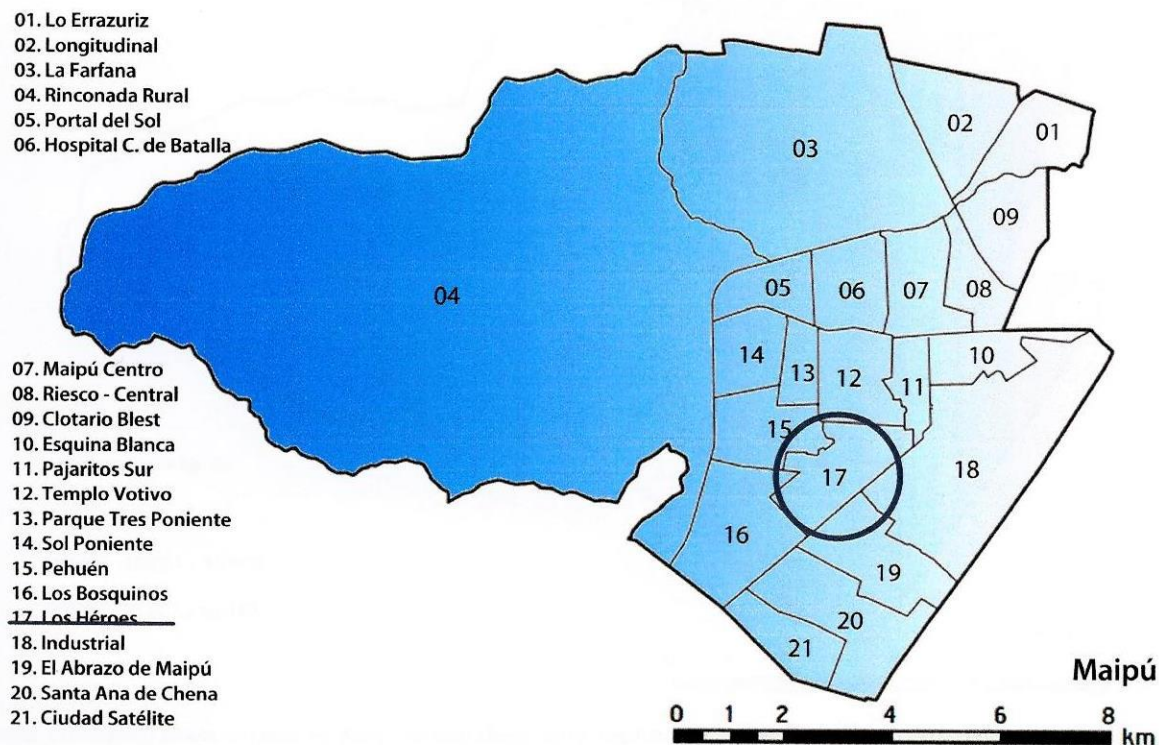 01. Lo Errazuriz
02. Longitudinal
03. La Farfana
04. Rinconada Rural
05. Portal del Sol
06. Hospital C. de Batalla
07. Maipú Centro
08. Riesco - Central
09. Clotario Blest
10. Esquina Blanca
11. Pajaritos Sur
12. Templo Votivo
13. Parque Tres Poniente
14. Sol Poniente
15. Pehuén
16. Los Bosquinos
17. Los Héroes
18. Industrial
19. El Abrazo de Maipú
20. Santa Ana de Chena
21. Ciudad Satélite
02
01
03
09
04
05
06
07
08
14
13
12
11
10
15
17
18
16
19
20
21
Maipú
0 1 2 4 6 8
km